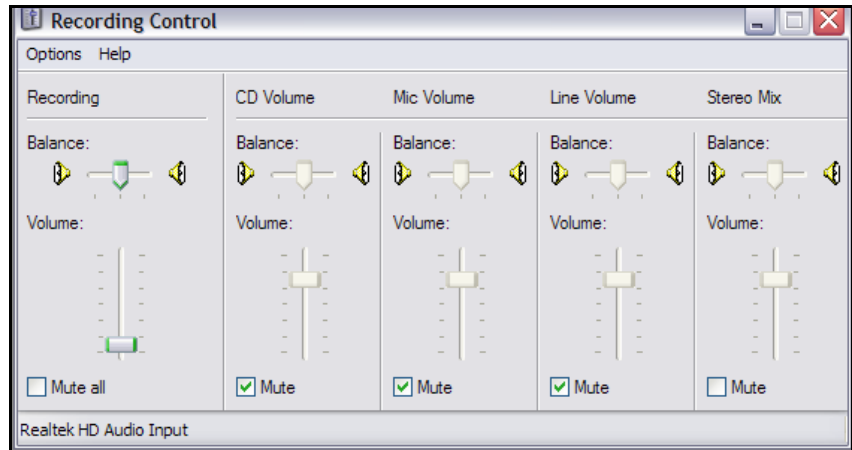 Recording Control
Options Help
Recording CD Volume Mic Volume Line Volume Stereo Mix
Balance: Balance: Balance: Balance: Balance:
Volume: Volume: Volume: Volume: Volume:
Mute all Mute Mute Mute Mute
Realtek HD Audio Input